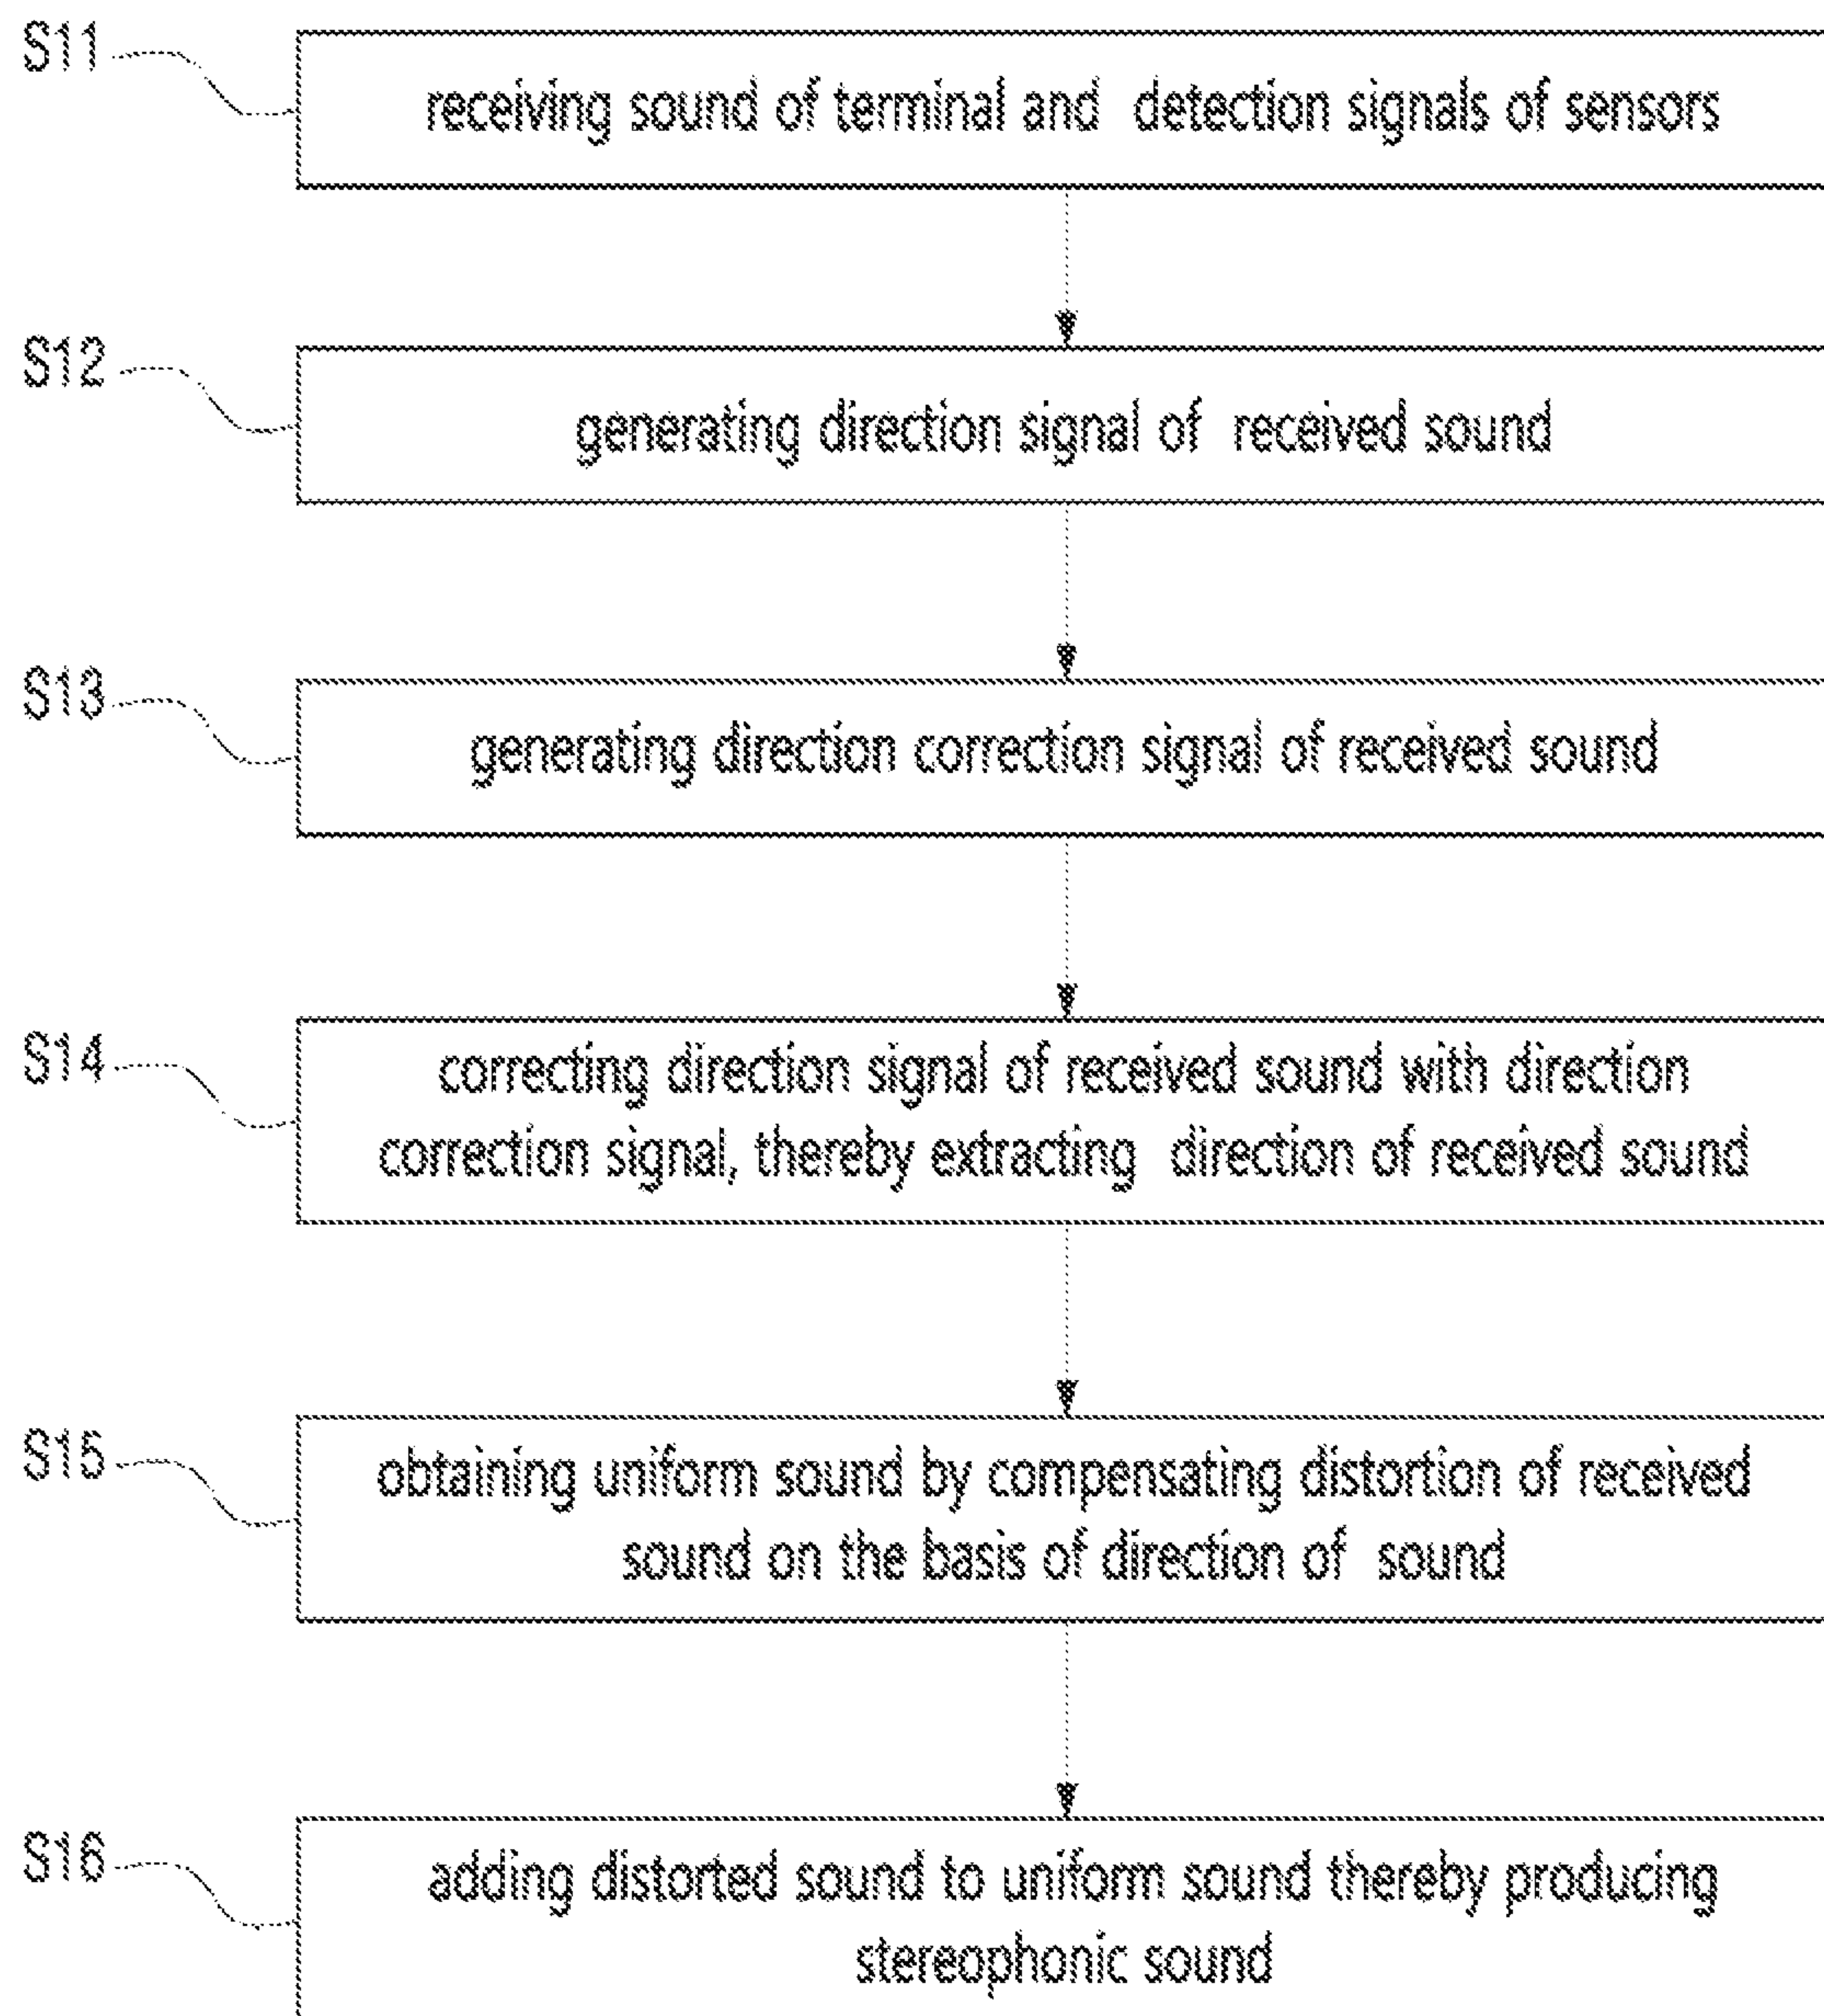 S11
receiving sound of terminal and detection signals of sensors
S12
generating direction signal of received sound
S13
generating direction correction signal of received sound
S14
correcting direction signal of received sound with direction
correction signal, thereby extracting direction of received sound
S15
obtaining uniform sound by compensating distortion of received
sound on the basis of direction of sound
S16
adding distorted sound to uniform sound thereby producing
stereophonic sound